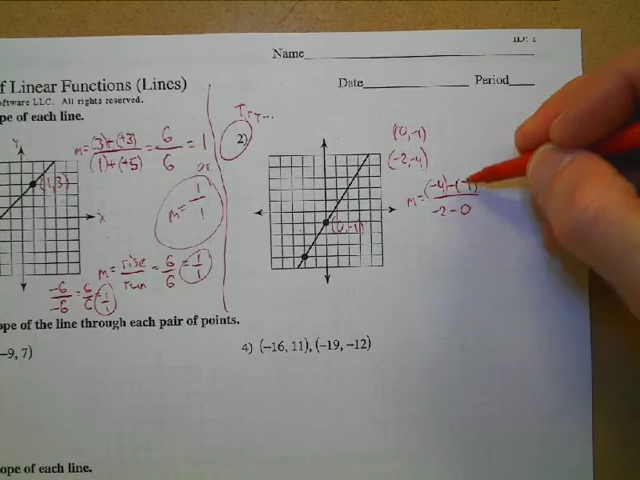 Name
f Linear Functions (Lines)
oftware LLC. All rights reserved.
Date Period
ope of each line.
Try...
2)
y
x
(1,3)
m= (3)+(+3) / (1)+(+5) = 6/6 = 1
or
m= 1/1
m= rise/run = 6/6 = 1/1
-6/-6 = 6/6 = 1/1
(0,-1)
(-2,-4)
m= (-4)-(-1) / -2-0
(0,-1)
ope of the line through each pair of points.
-9, 7)
4) (-16, 11), (-19, -12)
ope of each line.